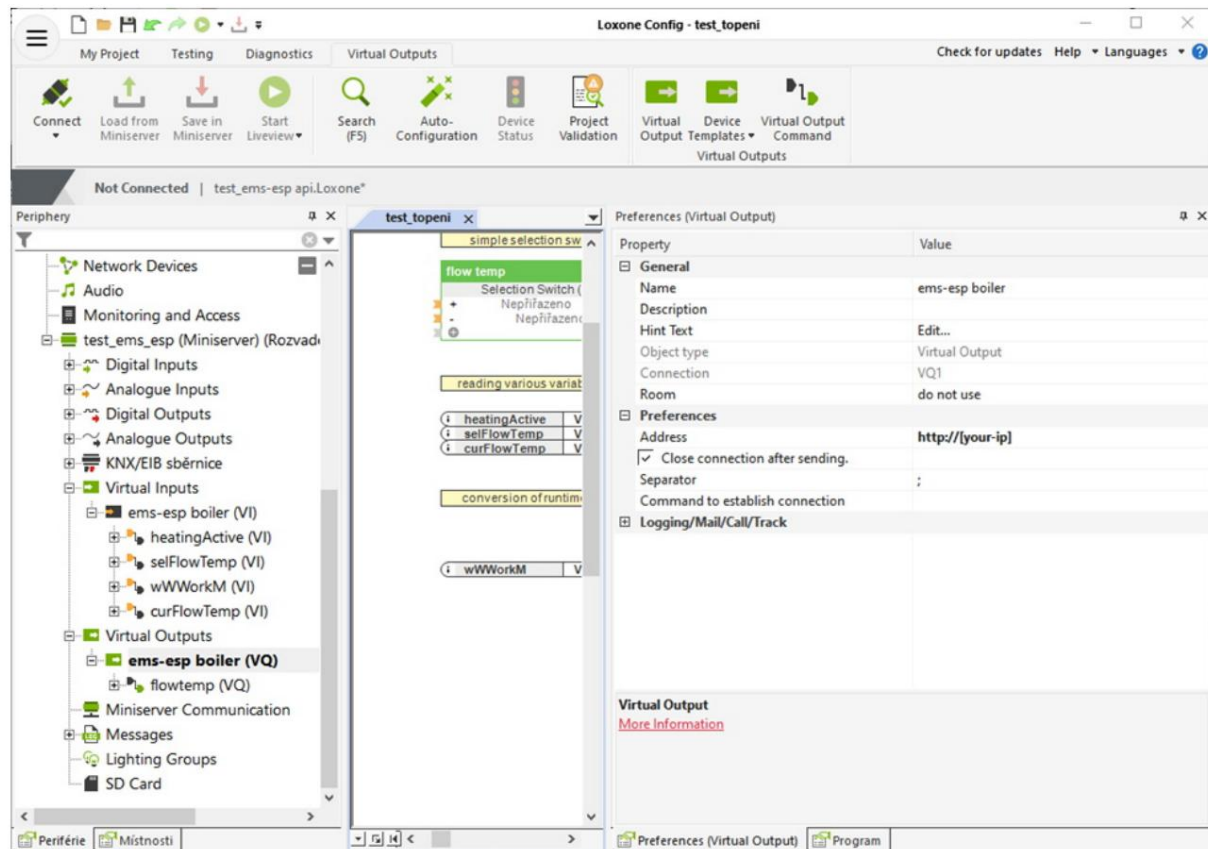 Loxone Config - test_topeni
My Project Testing Diagnostics Virtual Outputs
Check for updates Help Languages
Connect
Load from Miniserver
Save in Miniserver
Start Liveview
Search (F5)
Auto-Configuration
Device Status
Project Validation
Virtual Output
Device Templates
Virtual Output Command
Virtual Outputs
Not Connected | test_ems-esp api.Loxone*
Periphery
Network Devices
Audio
Monitoring and Access
test_ems_esp (Miniserver) (Rozvad
Digital Inputs
Analogue Inputs
Digital Outputs
Analogue Outputs
KNX/EIB sběrnice
Virtual Inputs
ems-esp boiler (VI)
heatingActive (VI)
selFlowTemp (VI)
wWWorkM (VI)
curFlowTemp (VI)
Virtual Outputs
ems-esp boiler (VQ)
flowtemp (VQ)
Miniserver Communication
Messages
Lighting Groups
SD Card
Periférie Místnosti
test_topeni
simple selection sw
flow temp
Selection Switch (
+ Nepřiřazeno
- Nepřiřazeno
reading various variab
heatingActive V
selFlowTemp V
curFlowTemp V
conversion of runtim
wWWorkM V
Preferences (Virtual Output)
Property Value
General
Name ems-esp boiler
Description
Hint Text Edit...
Object type Virtual Output
Connection VQ1
Room do not use
Preferences
Address http://[your-ip]
Close connection after sending.
Separator ;
Command to establish connection
Logging/Mail/Call/Track
Virtual Output
More Information
Preferences (Virtual Output) Program